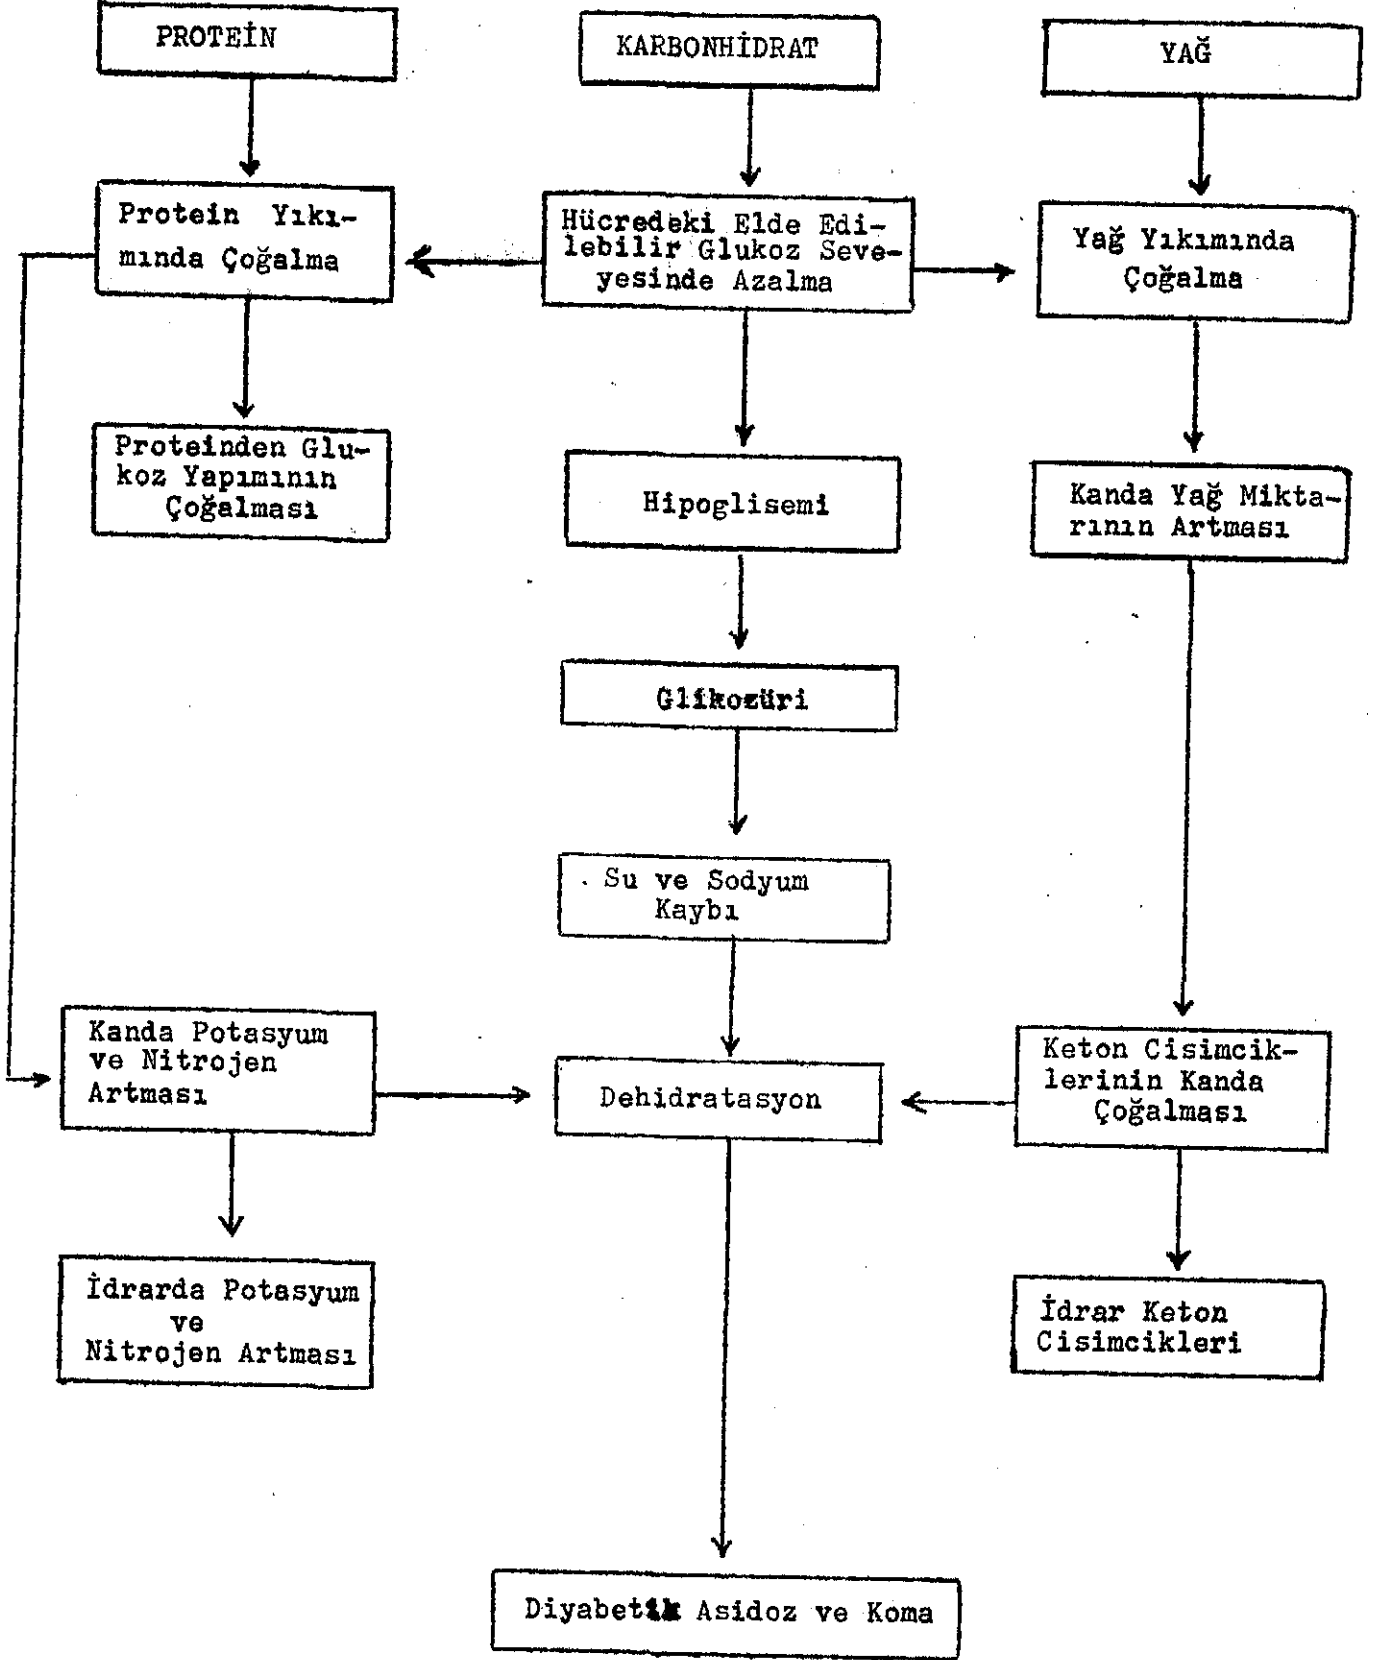 PROTEİN
KARBONHİDRAT
YAĞ
Protein Yıkı-
mında Çoğalma
Hücredeki Elde Edi-
lebilir Glukoz Seve-
yesinde Azalma
Yağ Yıkımında
Çoğalma
Proteinden Glu-
koz Yapımının
Çoğalması
Hipoglisemi
Kanda Yağ Mikta-
rının Artması
Glikozüri
Su ve Sodyum
Kaybı
Kanda Potasyum
ve Nitrojen
Artması
Dehidratasyon
Keton Cisimcik-
lerinin Kanda
Çoğalması
İdrarda Potasyum
ve
Nitrojen Artması
İdrar Keton
Cisimcikleri
Diyabetik Asidoz ve Koma